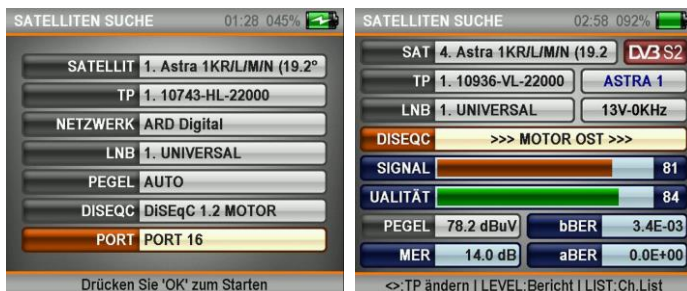 SATELLITEN SUCHE 01:28 045%
SATELLIT 1. Astra 1KR/L/M/N (19.2°
TP 1. 10743-HL-22000
NETZWERK ARD Digital
LNB 1. UNIVERSAL
PEGEL AUTO
DISEQC DiSEqC 1.2 MOTOR
PORT PORT 16
Drücken Sie 'OK' zum Starten
SATELLITEN SUCHE 02:58 092%
SAT 4. Astra 1KR/L/M/N (19.2 DVB S2
TP 1. 10936-VL-22000 ASTRA 1
LNB 1. UNIVERSAL 13V-0KHz
DISEQC >>> MOTOR OST >>>
SIGNAL 81
UALITÄT 84
PEGEL 78.2 dBuV bBER 3.4E-03
MER 14.0 dB aBER 0.0E+00
<>:TP ändern I LEVEL:Bericht I LIST:Ch.List